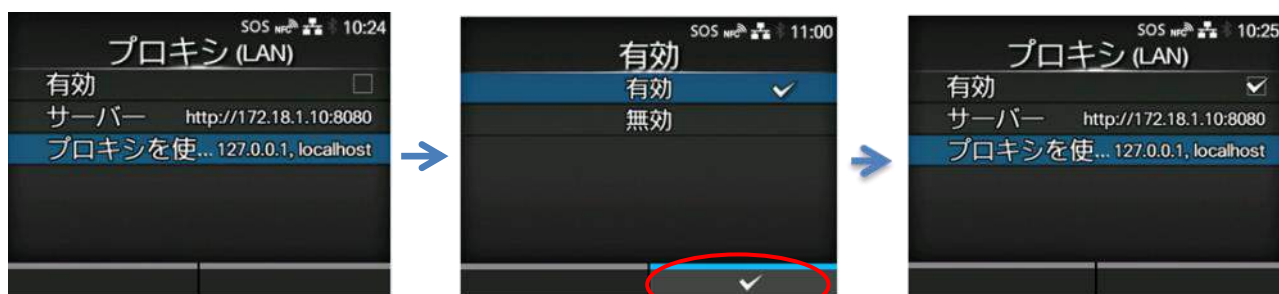 SOS NFC 10:24
プロキシ (LAN)
有効
サーバー http://172.18.1.10:8080
プロキシを使... 127.0.0.1, localhost
SOS NFC 11:00
有効
有効
無効
SOS NFC 10:25
プロキシ (LAN)
有効
サーバー http://172.18.1.10:8080
プロキシを使... 127.0.0.1, localhost